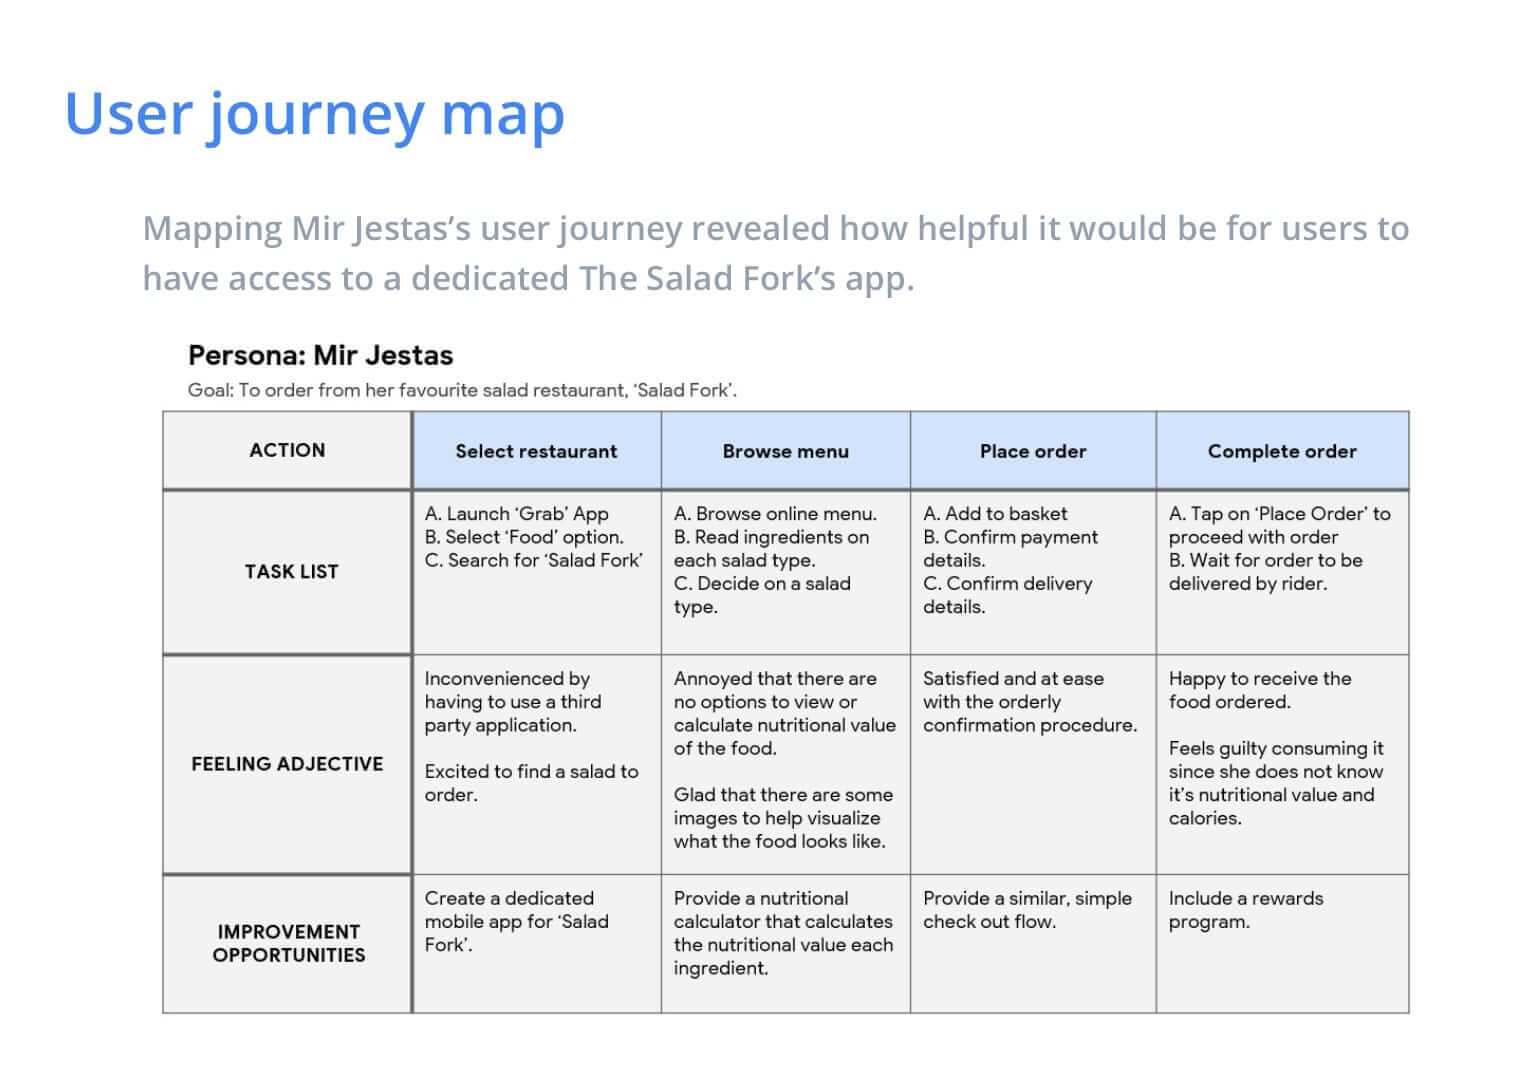 User journey map
Mapping Mir Jestas’s user journey revealed how helpful it would be for users to
have access to a dedicated The Salad Fork’s app.
Persona: Mir Jestas
Goal: To order from her favourite salad restaurant, ‘Salad Fork’.
ACTION
Select restaurant
Browse menu
Place order
Complete order
TASK LIST
A. Launch ‘Grab’ App
B. Select ‘Food’ option.
C. Search for ‘Salad Fork’
A. Browse online menu.
B. Read ingredients on
each salad type.
C. Decide on a salad
type.
A. Add to basket
B. Confirm payment
details.
C. Confirm delivery
details.
A. Tap on ‘Place Order’ to
proceed with order
B. Wait for order to be
delivered by rider.
FEELING ADJECTIVE
Inconvenienced by
having to use a third
party application.
Excited to find a salad to
order.
Annoyed that there are
no options to view or
calculate nutritional value
of the food.
Glad that there are some
images to help visualize
what the food looks like.
Satisfied and at ease
with the orderly
confirmation procedure.
Happy to receive the
food ordered.
Feels guilty consuming it
since she does not know
it’s nutritional value and
calories.
IMPROVEMENT
OPPORTUNITIES
Create a dedicated
mobile app for ‘Salad
Fork’.
Provide a nutritional
calculator that calculates
the nutritional value each
ingredient.
Provide a similar, simple
check out flow.
Include a rewards
program.